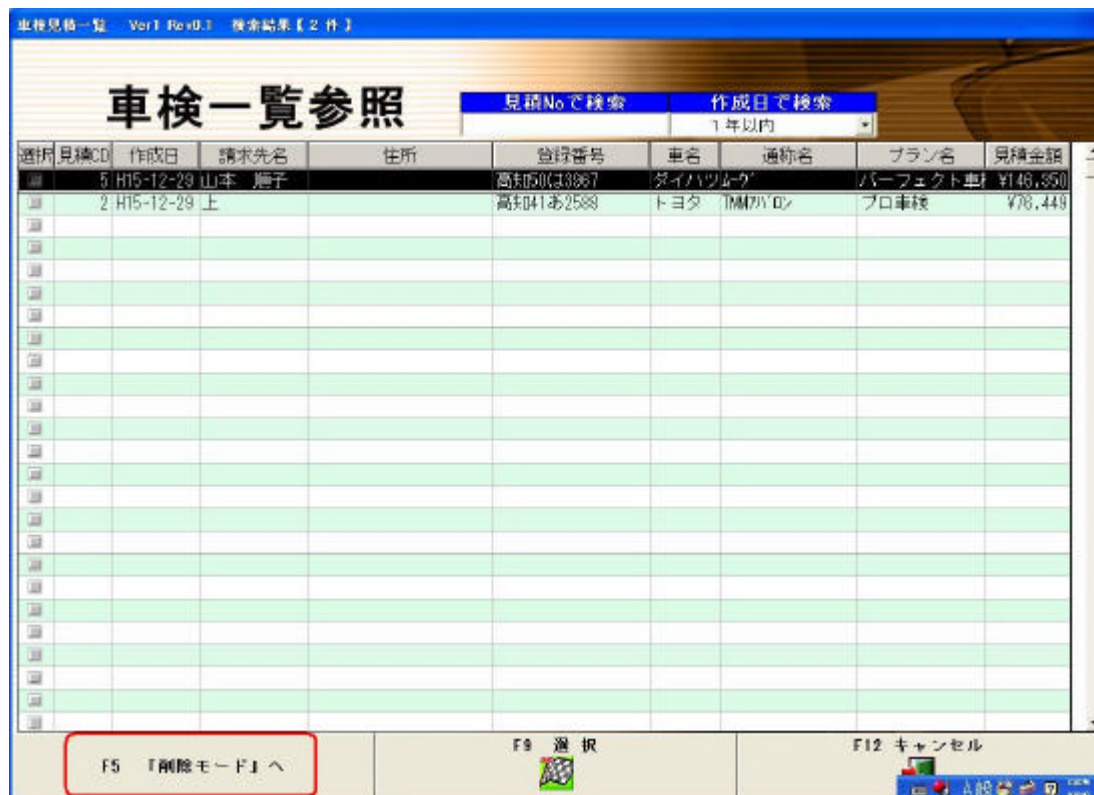 車検見積一覧 Ver1 Rev0.1 検索結果【 2 件 】
車検一覧参照
見積Noで検索 作成日で検索
1年以内
選択 見積CD 作成日 請求先名 住所 登録番号 車名 通称名 プラン名 見積金額
5 H15-12-29 山本 順子 高知50は3867 ダイハツ ムーヴ パーフェクト車検 ¥146,350
2 H15-12-29 上 高知41あ2589 トヨタ プロ車検 ¥76,449
F5 『削除モード』へ
F9 選 択
F12 キャンセル
A般